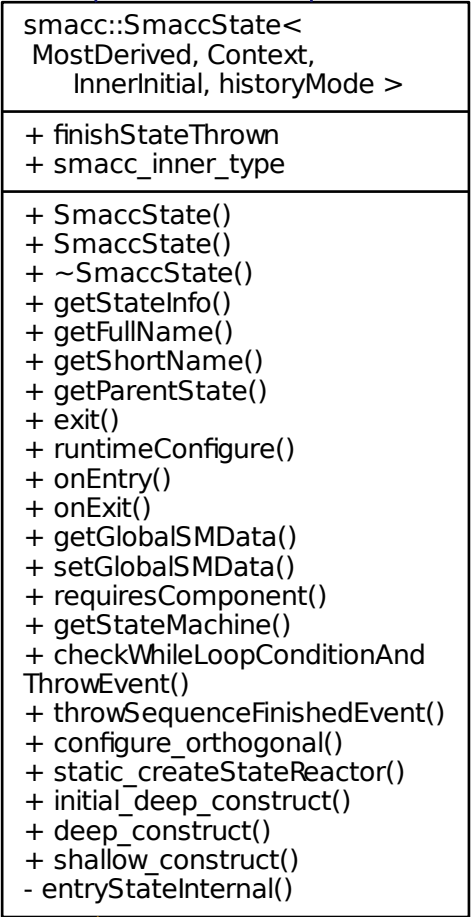 smacc::SmaccState<
MostDerived, Context,
InnerInitial, historyMode >
+ finishStateThrown
+ smacc_inner_type
+ SmaccState()
+ SmaccState()
+ ~SmaccState()
+ getStateInfo()
+ getFullName()
+ getShortName()
+ getParentState()
+ exit()
+ runtimeConfigure()
+ onEntry()
+ onExit()
+ getGlobalSMData()
+ setGlobalSMData()
+ requiresComponent()
+ getStateMachine()
+ checkWhileLoopConditionAnd
ThrowEvent()
+ throwSequenceFinishedEvent()
+ configure_orthogonal()
+ static_createStateReactor()
+ initial_deep_construct()
+ deep_construct()
+ shallow_construct()
- entryStateInternal()